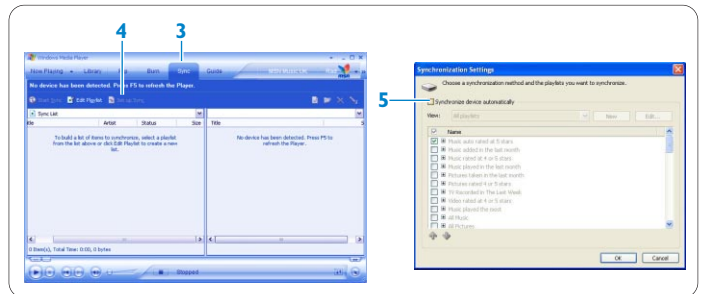 4
3
5
Windows Media Player
Now Playing
Library
Burn
Sync
Guide
No device has been detected. Press F5 to refresh the Player.
Start Sync
Edit Playlist
Set up Sync
Sync List
Artist
Status
Size
Title
To build a list of items to synchronize, select a playlist
from the list above or click Edit Playlist to create a new
list.
No device has been detected. Press F5 to
refresh the Player.
0 Item(s), Total Time: 0:00, 0 bytes
Stopped
Synchronization Settings
Choose a synchronization method and the playlists you want to synchronize.
Synchronize device automatically
View:
All playlists
New
Edit...
Name
Music auto rated at 5 stars
Music added in the last month
Music rated at 4 or 5 stars
Music played in the last month
Pictures taken in the last month
Pictures rated 4 or 5 stars
TV Recorded in The Last Week
Video rated at 4 or 5 stars
Music played the most
All Music
All Pictures
OK
Cancel